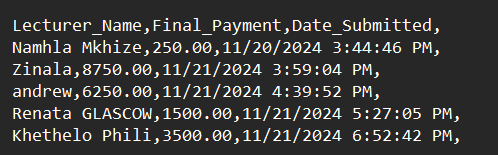 Lecturer_Name,Final_Payment,Date_Submitted,
Namhla Mkhize,250.00,11/20/2024 3:44:46 PM,
Zinala,8750.00,11/21/2024 3:59:04 PM,
andrew,6250.00,11/21/2024 4:39:52 PM,
Renata GLASCOW,1500.00,11/21/2024 5:27:05 PM,
Khethelo Phili,3500.00,11/21/2024 6:52:42 PM,